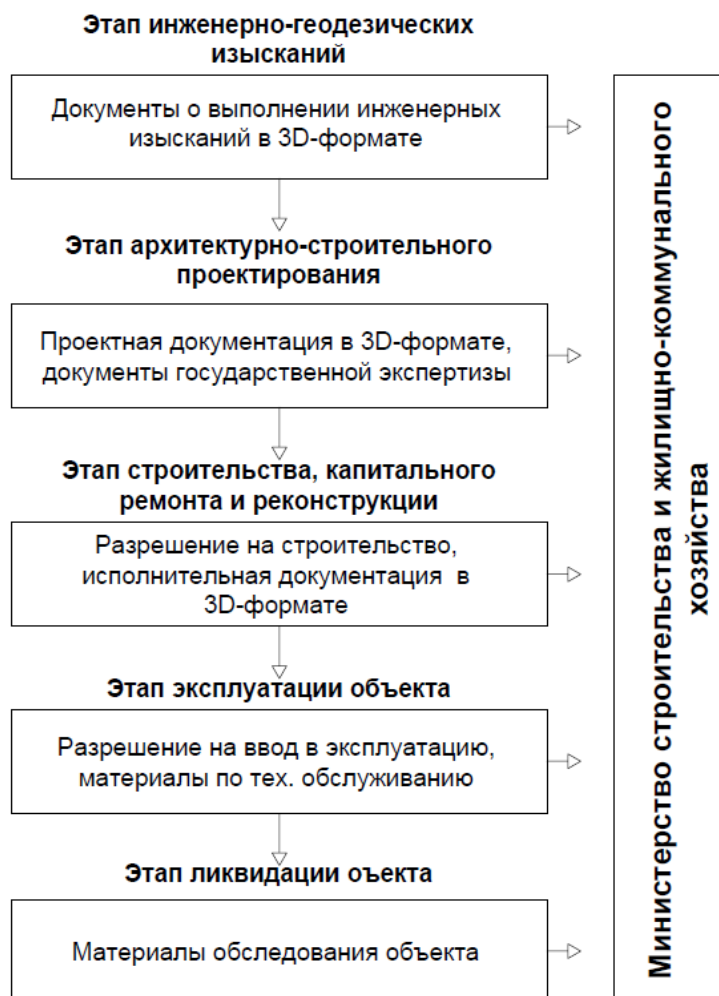 Этап инженерно-геодезических
изысканий
Документы о выполнении инженерных
изысканий в 3D-формате
Этап архитектурно-строительного
проектирования
Проектная документация в 3D-формате,
документы государственной экспертизы
Этап строительства, капитального
ремонта и реконструкции
Разрешение на строительство,
исполнительная документация в
3D-формате
Этап эксплуатации объекта
Разрешение на ввод в эксплуатацию,
материалы по тех. обслуживанию
Этап ликвидации оъекта
Материалы обследования объекта
Министерство строительства и жилищно-коммунального
хозяйства